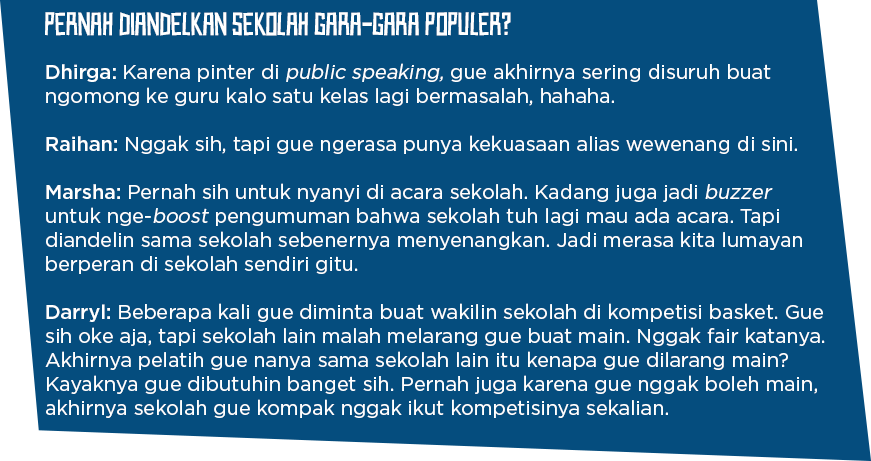 PERNAH DIANDELKAN SEKOLAH GARA-GARA POPULER?
Dhirga: Karena pinter di public speaking, gue akhirnya sering disuruh buat
ngomong ke guru kalo satu kelas lagi bermasalah, hahaha.
Raihan: Nggak sih, tapi gue ngerasa punya kekuasaan alias wewenang di sini.
Marsha: Pernah sih untuk nyanyi di acara sekolah. Kadang juga jadi buzzer
untuk nge-boost pengumuman bahwa sekolah tuh lagi mau ada acara. Tapi
diandelin sama sekolah sebenernya menyenangkan. Jadi merasa kita lumayan
berperan di sekolah sendiri gitu.
Darryl: Beberapa kali gue diminta buat wakilin sekolah di kompetisi basket. Gue
sih oke aja, tapi sekolah lain malah melarang gue buat main. Nggak fair katanya.
Akhirnya pelatih gue nanya sama sekolah lain itu kenapa gue dilarang main?
Kayaknya gue dibutuhin banget sih. Pernah juga karena gue nggak boleh main,
akhirnya sekolah gue kompak nggak ikut kompetisinya sekalian.